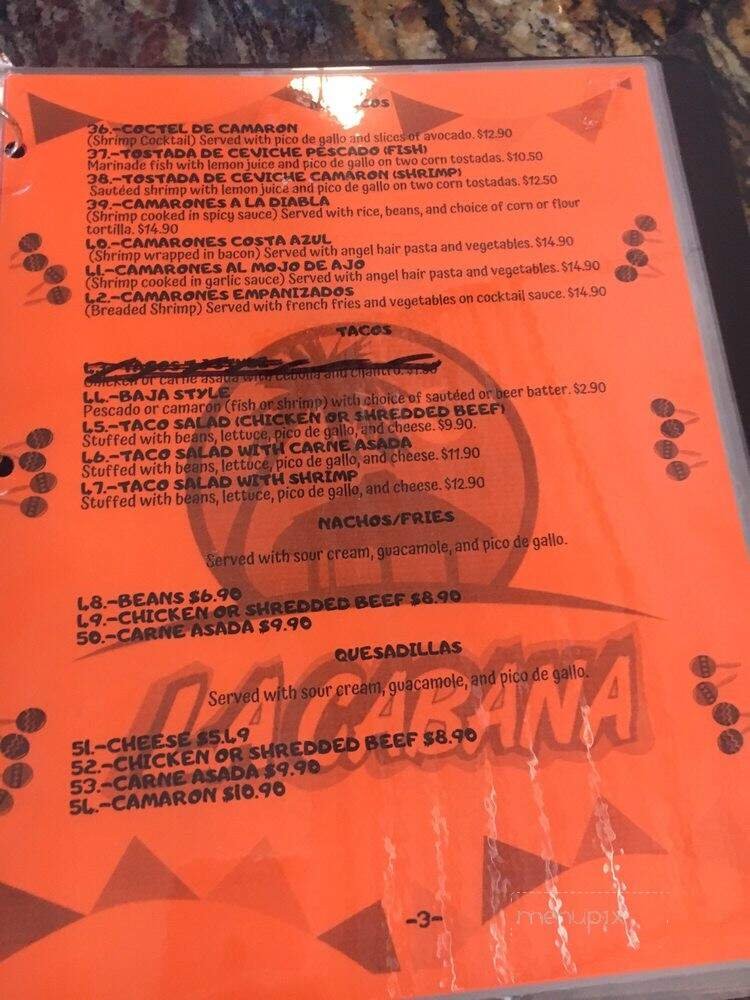 36.-COCTEL DE CAMARON
(Shrimp Cocktail) Served with pico de gallo and slices of avocado. $12.90
37.-TOSTADA DE CEVICHE PESCADO (FISH)
Marinade fish with lemon juice and pico de gallo on two corn tostadas. $10.50
38.-TOSTADA DE CEVICHE CAMARON (SHRIMP)
Sautéed shrimp with lemon juice and pico de gallo on two corn tostadas. $12.50
39.-CAMARONES A LA DIABLA
(Shrimp cooked in spicy sauce) Served with rice, beans, and choice of corn or flour
tortilla. $14.90
40.-CAMARONES COSTA AZUL
(Shrimp wrapped in bacon) Served with angel hair pasta and vegetables. $14.90
41.-CAMARONES AL MOJO DE AJO
(Shrimp cooked in garlic sauce) Served with angel hair pasta and vegetables. $14.90
42.-CAMARONES EMPANIZADOS
(Breaded Shrimp) Served with french fries and vegetables on cocktail sauce. $14.90
TACOS
Chicken or carne asada with cebolla and cilantro.
44.-BAJA STYLE
Pescado or camaron (fish or shrimp) with choice of sautéed or beer batter. $2.90
45.-TACO SALAD (CHICKEN OR SHREDDED BEEF)
Stuffed with beans, lettuce, pico de gallo, and cheese. $9.90.
46.-TACO SALAD WITH CARNE ASADA
Stuffed with beans, lettuce, pico de gallo, and cheese. $11.90
47.-TACO SALAD WITH SHRIMP
Stuffed with beans, lettuce, pico de gallo, and cheese. $12.90
NACHOS/FRIES
Served with sour cream, guacamole, and pico de gallo.
48.-BEANS $6.90
49.-CHICKEN OR SHREDDED BEEF $8.90
50.-CARNE ASADA $9.90
QUESADILLAS
Served with sour cream, guacamole, and pico de gallo.
LA CABANA
51.-CHEESE $5.49
52.-CHICKEN OR SHREDDED BEEF $8.90
53.-CARNE ASADA $9.90
54.-CAMARON $10.90
-3-
menupix